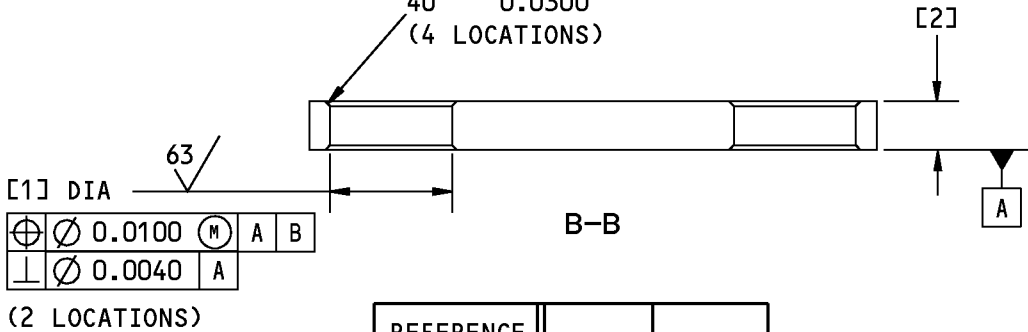 40 0.0300
(4 LOCATIONS)
[2]
63
[1] DIA
A
B-B
⌖ ∅ 0.0100 Ⓜ A B
⊥ ∅ 0.0040 A
(2 LOCATIONS)
REFERENCE